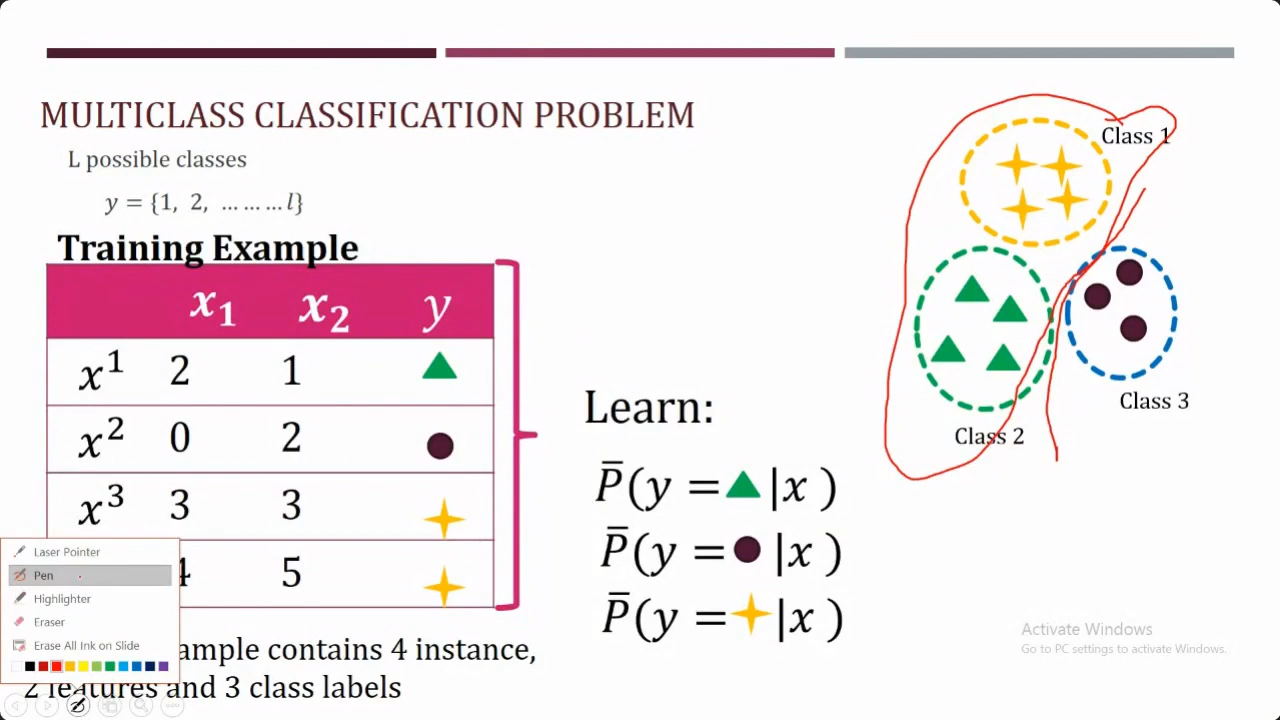 MULTICLASS CLASSIFICATION PROBLEM
L possible classes
y = {1, 2, ……… l}
Training Example
x₁ x₂ y
x¹ 2 1
x² 0 2
x³ 3 3
4 5
ample contains 4 instance,
2 features and 3 class labels
Learn:
P̅(y = |x )
P̅(y = |x )
P̅(y = |x )
Class 1
Class 2
Class 3
Laser Pointer
Pen
Highlighter
Eraser
Erase All Ink on Slide
Activate Windows
Go to PC settings to activate Windows.